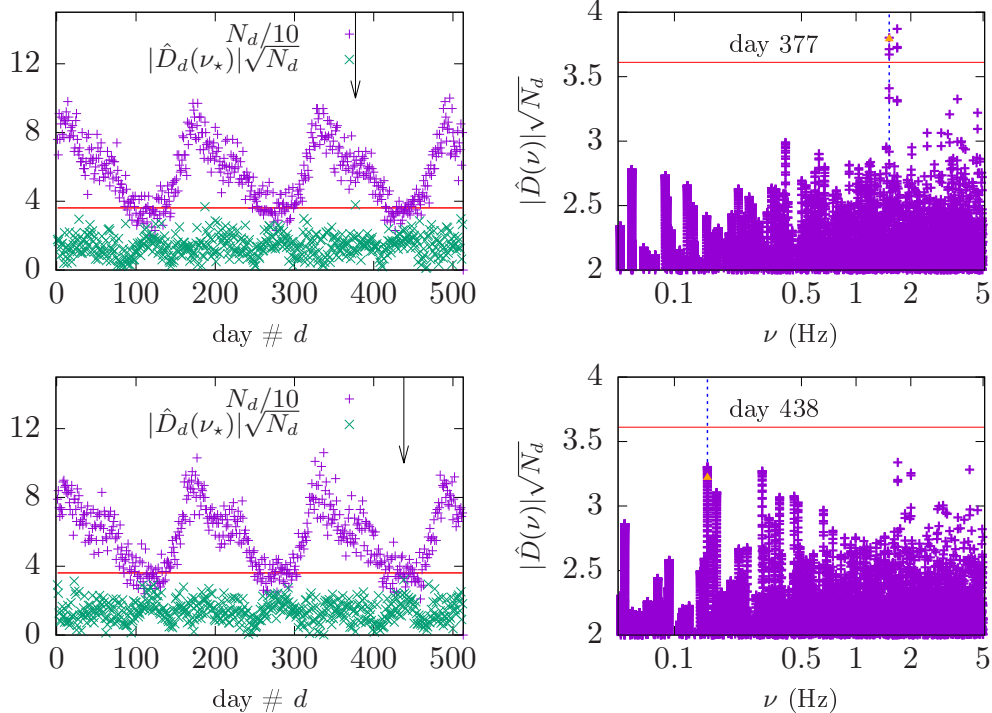 N_d/10
|D̂_d(ν⋆)|√N_d
12
8
4
0
0 100 200 300 400 500
day # d
4
3.5
3
2.5
2
|D̂(ν)|√N_d
day 377
0.1 0.5 1 2 5
ν (Hz)
N_d/10
|D̂_d(ν⋆)|√N_d
12
8
4
0
0 100 200 300 400 500
day # d
4
3.5
3
2.5
2
|D̂(ν)|√N_d
day 438
0.1 0.5 1 2 5
ν (Hz)